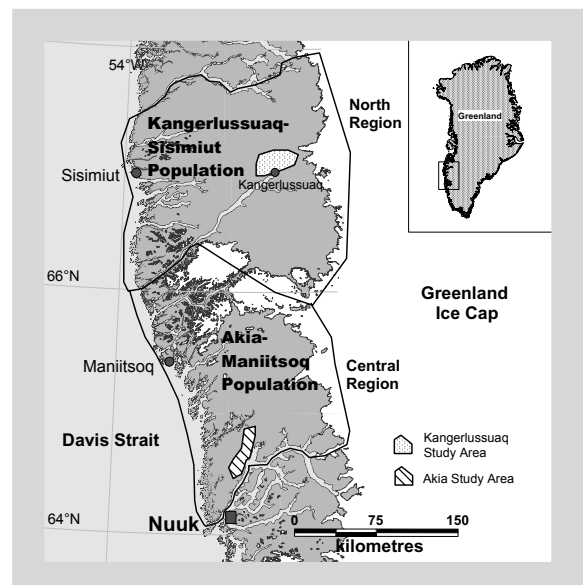 54°W
Kangerlussuaq-
Sisimiut
Population
North
Region
Greenland
Sisimiut
Kangerlussuaq
66°N
Greenland
Ice Cap
Akia-
Maniitsoq
Population
Maniitsoq
Central
Region
Davis Strait
Kangerlussuaq
Study Area
Akia Study Area
64°N
Nuuk
0 75 150
kilometres